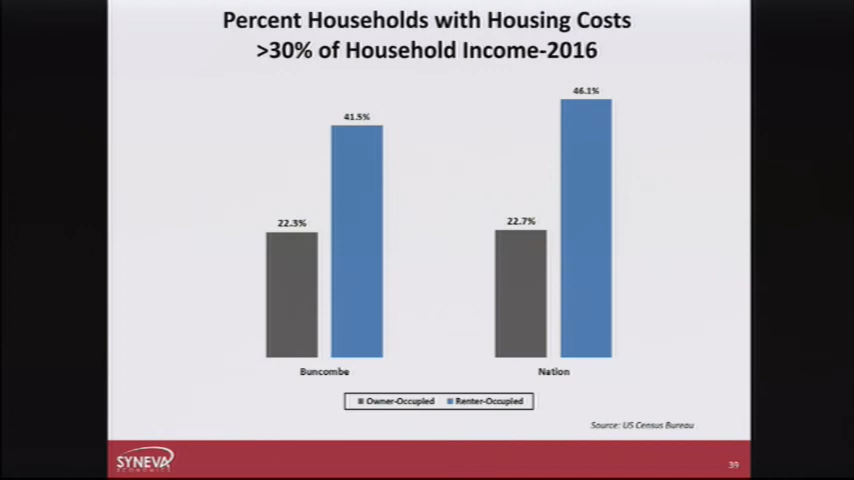 Percent Households with Housing Costs
>30% of Household Income-2016
46.1%
41.5%
22.3%
22.7%
Buncombe
Nation
Owner-Occupied Renter-Occupied
Source: US Census Bureau
SYNEVA
ECONOMICS
39